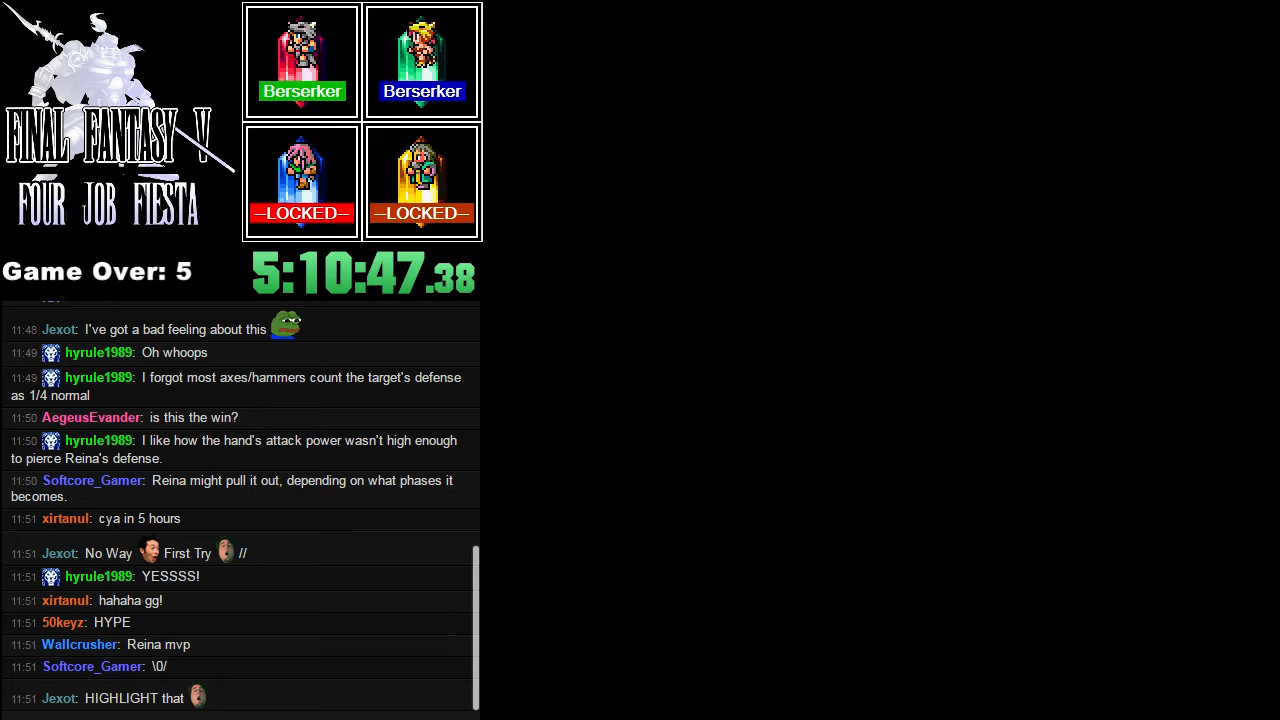 FINAL FANTASY V
FOUR JOB FIESTA
Berserker
Berserker
—LOCKED—
—LOCKED—
Game Over: 5
5:10:47.38
11:48 Jexot: I've got a bad feeling about this
11:49 hyrule1989: Oh whoops
11:49 hyrule1989: I forgot most axes/hammers count the target's defense
as 1/4 normal
11:50 AegeusEvander: is this the win?
11:50 hyrule1989: I like how the hand's attack power wasn't high enough
to pierce Reina's defense.
11:50 Softcore_Gamer: Reina might pull it out, depending on what phases it
becomes.
11:51 xirtanul: cya in 5 hours
11:51 Jexot: No Way First Try //
11:51 hyrule1989: YESSSS!
11:51 xirtanul: hahaha gg!
11:51 50keyz: HYPE
11:51 Wallcrusher: Reina mvp
11:51 Softcore_Gamer: \0/
11:51 Jexot: HIGHLIGHT that